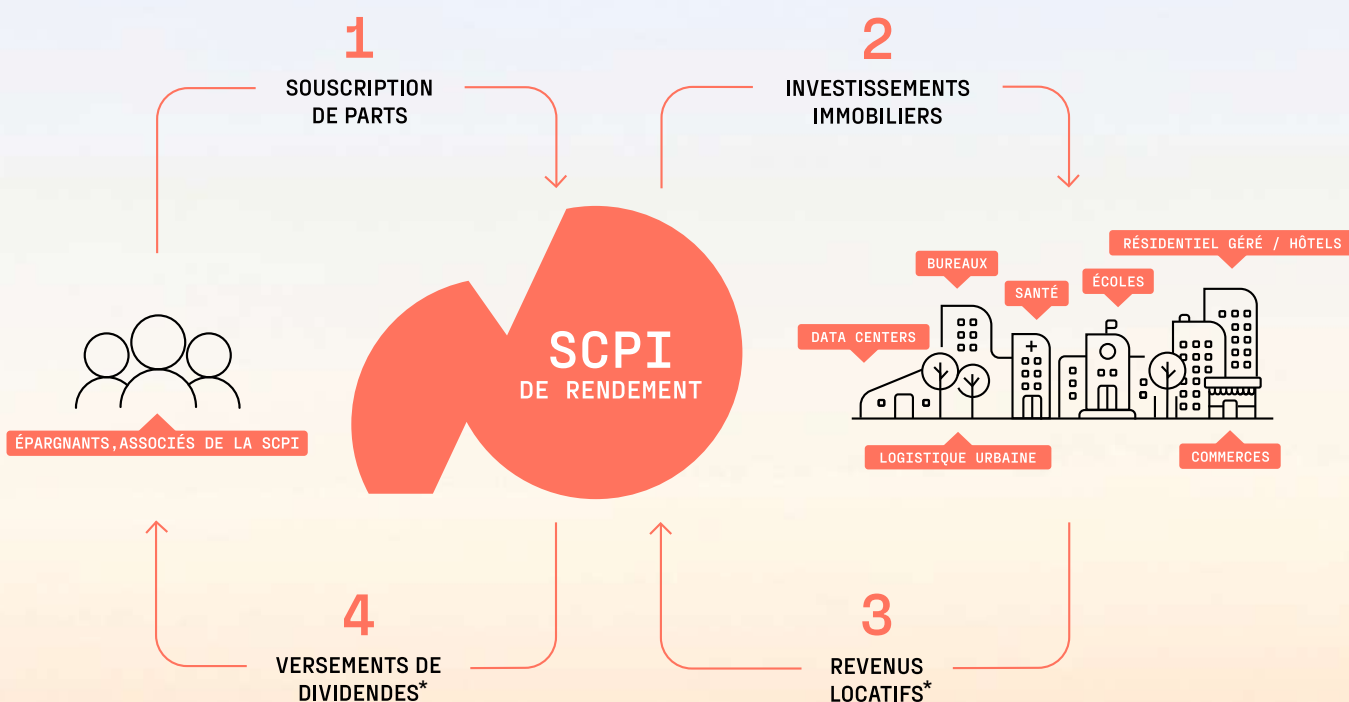 1
SOUSCRIPTION
DE PARTS
2
INVESTISSEMENTS
IMMOBILIERS
RÉSIDENTIEL GÉRÉ / HÔTELS
BUREAUX
SANTÉ
ÉCOLES
DATA CENTERS
SCPI
DE RENDEMENT
ÉPARGNANTS,ASSOCIÉS DE LA SCPI
LOGISTIQUE URBAINE
COMMERCES
4
VERSEMENTS DE
DIVIDENDES*
3
REVENUS
LOCATIFS*